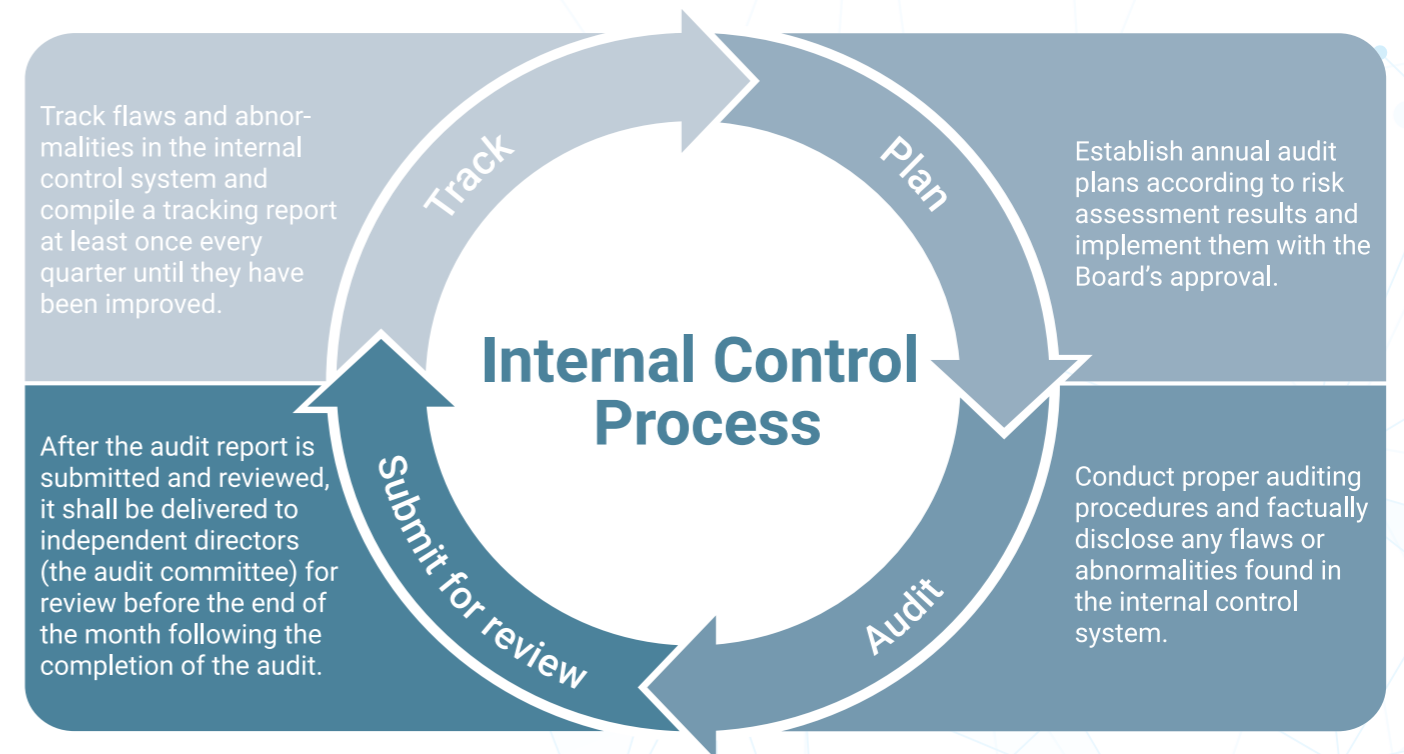 Track flaws and abnor-
malities in the internal
control system and
compile a tracking report
at least once every
quarter until they have
been improved.
Track
Plan
Establish annual audit
plans according to risk
assessment results and
implement them with the
Board's approval.
Internal Control
Process
After the audit report is
submitted and reviewed,
it shall be delivered to
independent directors
(the audit committee) for
review before the end of
the month following the
completion of the audit.
Submit for review
Audit
Conduct proper auditing
procedures and factually
disclose any flaws or
abnormalities found in
the internal control
system.